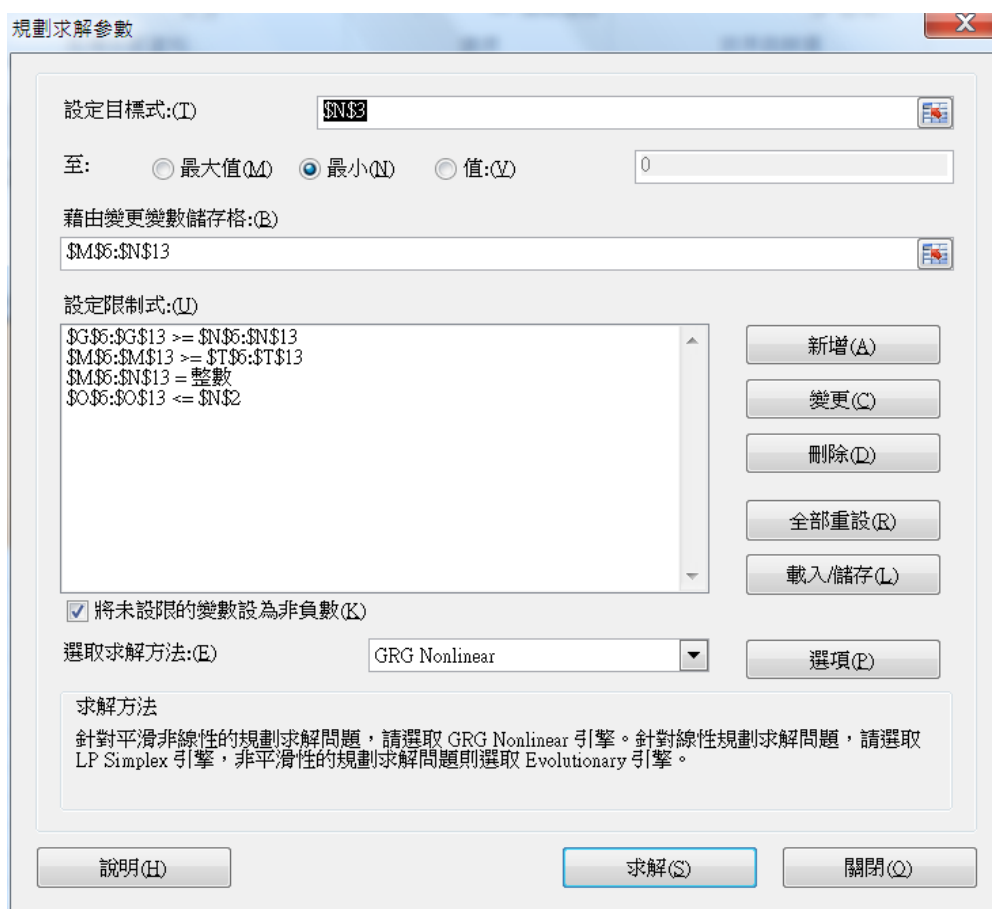 規劃求解參數
設定目標式:(T)
$N$3
至:
最大值(M)
最小(N)
值:(V)
0
藉由變更變數儲存格:(B)
$M$6:$N$13
設定限制式:(U)
$G$6:$G$13 >= $N$6:$N$13
$M$6:$M$13 >= $T$6:$T$13
$M$6:$N$13 = 整數
$O$6:$O$13 <= $N$2
新增(A)
變更(C)
刪除(D)
全部重設(R)
載入/儲存(L)
將未設限的變數設為非負數(K)
選取求解方法:(E)
GRG Nonlinear
選項(P)
求解方法
針對平滑非線性的規劃求解問題，請選取 GRG Nonlinear 引擎。針對線性規劃求解問題，請選取
LP Simplex 引擎，非平滑性的規劃求解問題則選取 Evolutionary 引擎。
說明(H)
求解(S)
關閉(O)